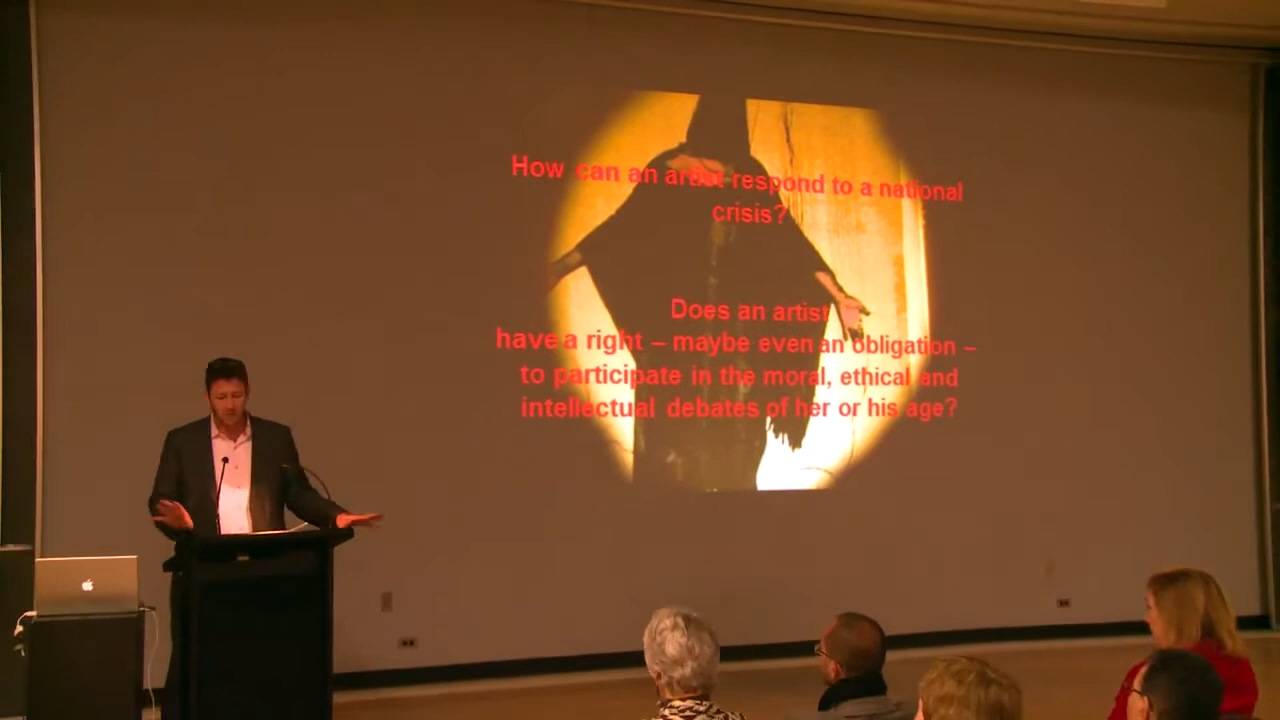 How can an artist respond to a national
crisis?
Does an artist
have a right – maybe even an obligation –
to participate in the moral, ethical and
intellectual debates of her or his age?